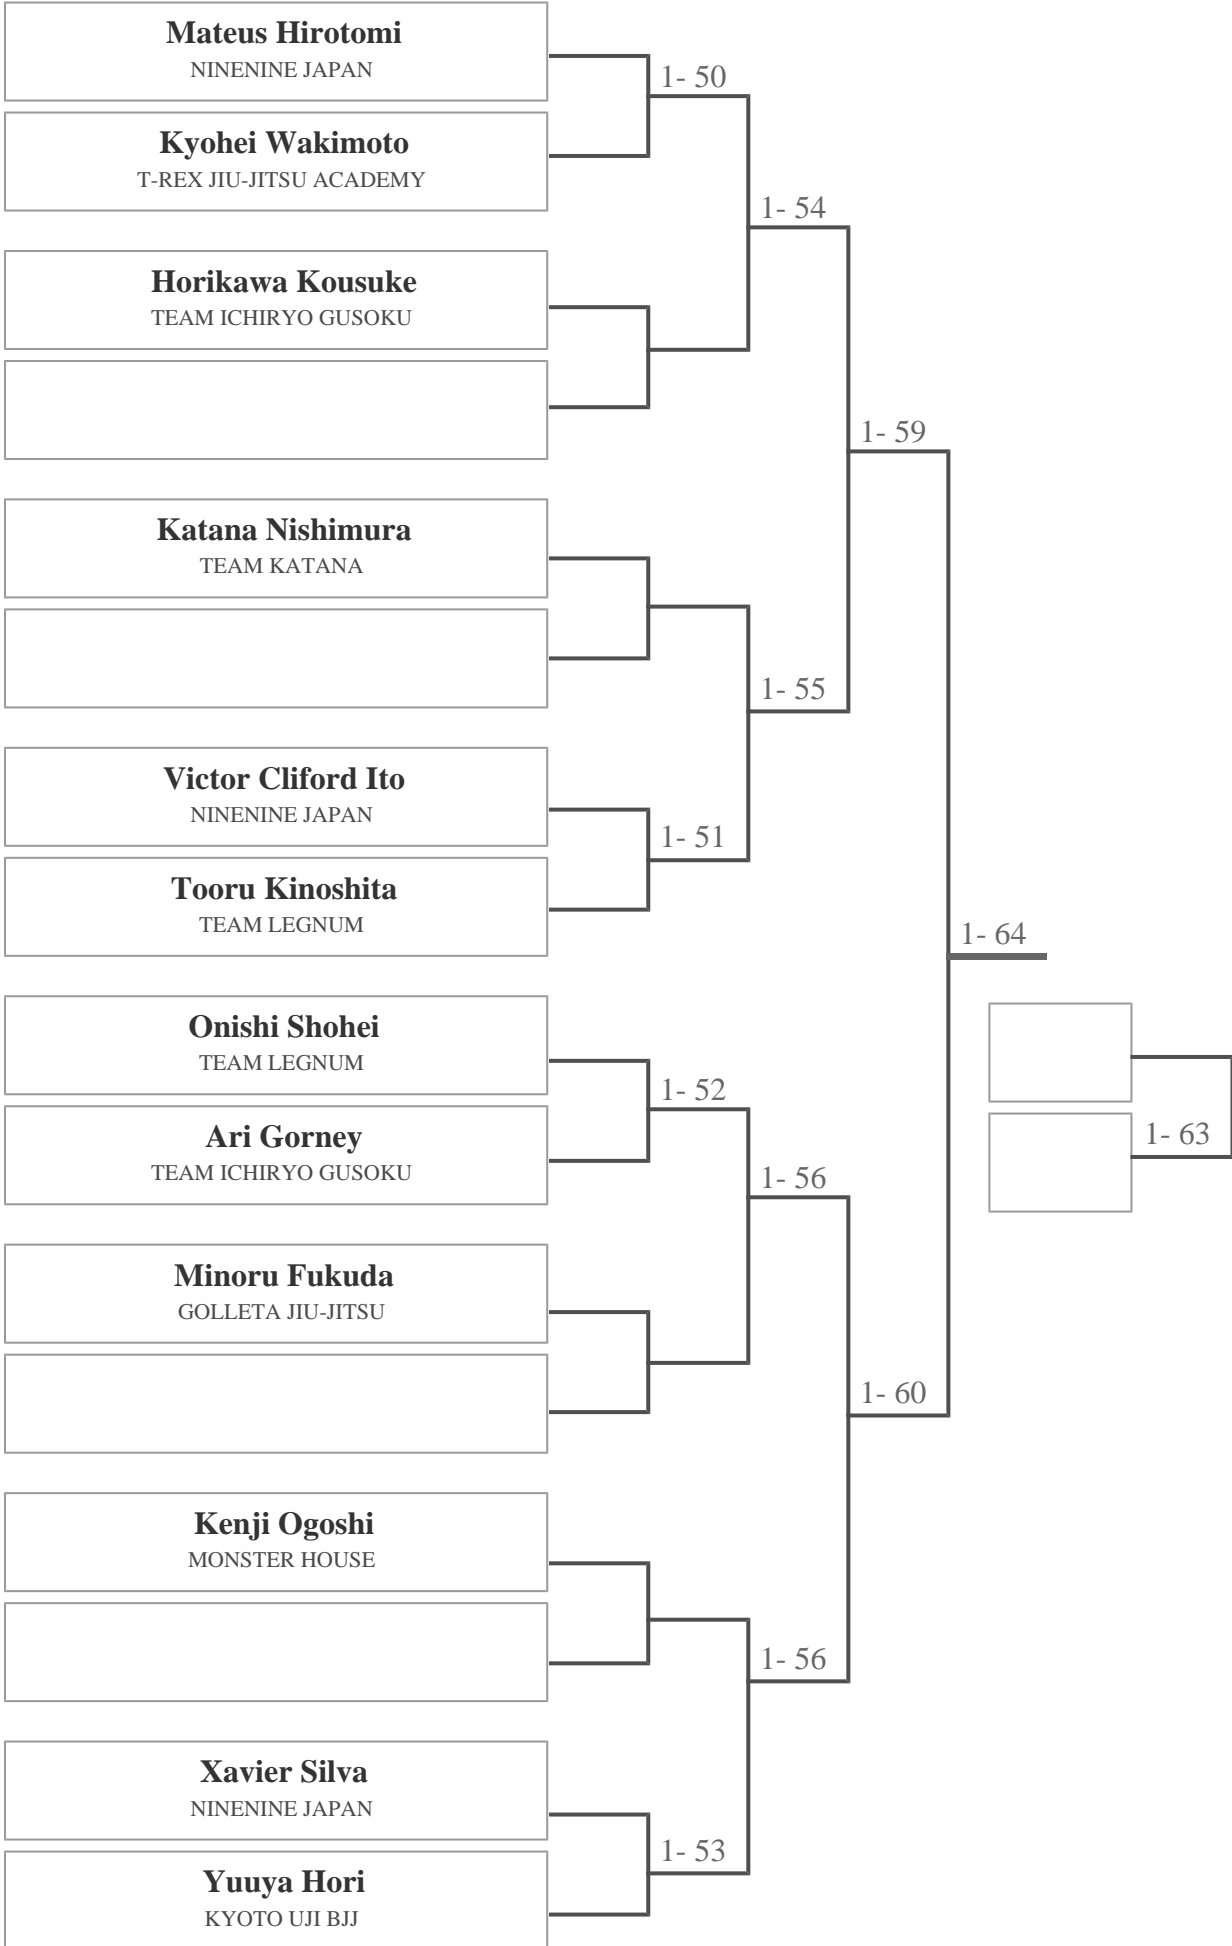 Mateus Hirotomi
NINENINE JAPAN
1- 50
Kyohei Wakimoto
T-REX JIU-JITSU ACADEMY
1- 54
Horikawa Kousuke
TEAM ICHIRYO GUSOKU
1- 59
Katana Nishimura
TEAM KATANA
1- 55
Victor Cliford Ito
NINENINE JAPAN
1- 51
Tooru Kinoshita
TEAM LEGNUM
1- 64
Onishi Shohei
TEAM LEGNUM
1- 52
Ari Gorney
TEAM ICHIRYO GUSOKU
1- 63
1- 56
Minoru Fukuda
GOLLETA JIU-JITSU
1- 60
Kenji Ogoshi
MONSTER HOUSE
1- 56
Xavier Silva
NINENINE JAPAN
1- 53
Yuuya Hori
KYOTO UJI BJJ